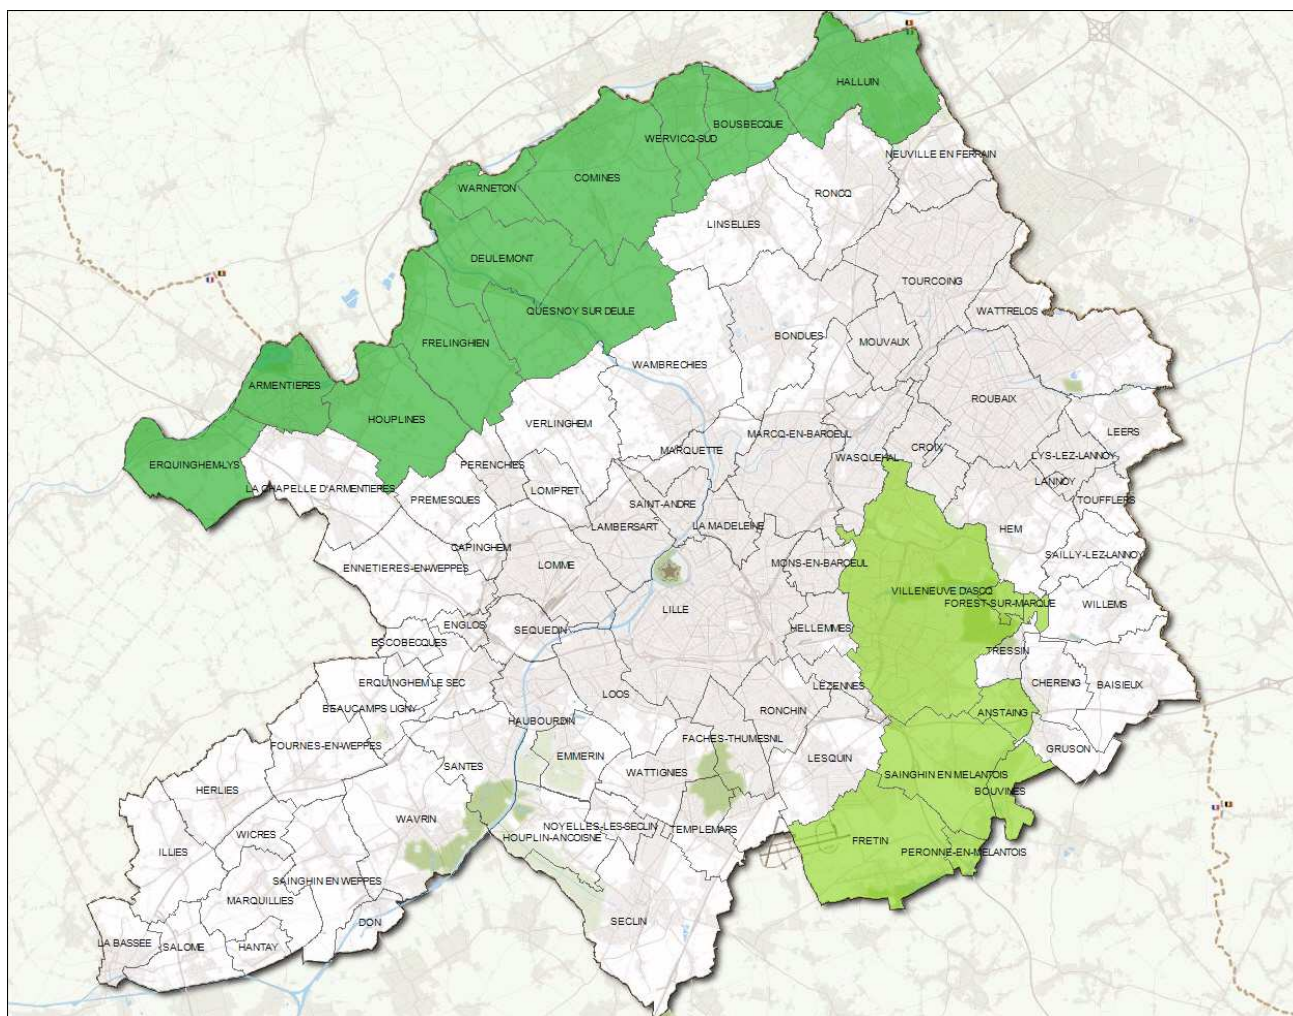 HALLUIN
BOUSBECQUE
WERVICQ-SUD
NEUVILLE EN FERRAIN
COMINES
WARNETON
RONCQ
LINSELLES
DEULEMONT
TOURCOING
QUESNOY SUR DEULE
WATTRELOS
FRELINGHIEN
BONDUES
MOUVAUX
WAMBRECHIES
ROUBAIX
ARMENTIERES
HOUPLINES
VERLINGHEM
MARCQ-EN-BAROEUL
LEERS
MARQUETTE
CROIX
WASQUEHAL
LYS-LEZ-LANNOY
ERQUINGHEM-LYS
PERENCHIES
LANNOY
LA CHAPELLE D'ARMENTIERES
LOMPRET
PREMESQUES
SAINT-ANDRE
TOUFFLERS
LAMBERSART
LA MADELEINE
HEM
CAPINGHEM
SAILLY-LEZ-LANNOY
ENNETIERES-EN-WEPPES
LOMME
MONS-EN-BAROEUL
VILLENEUVE DASCQ
FOREST-SUR-MARQUE
WILLEMS
LILLE
ENGLOS
SEQUEDIN
HELLEMMES
ESCOBECQUES
TRESSIN
ERQUINGHEM LE SEC
CHERENG
BAISIEUX
LEZENNES
LOOS
BEAUCAMPS LIGNY
RONCHIN
ANSTAING
HAUBOURDIN
FACHES-THUMESNIL
FOURNES-EN-WEPPES
GRUSON
EMMERIN
LESQUIN
SANTES
WATTIGNIES
SAINGHIN EN MELANTOIS
HERLIES
BOUVINES
WAVRIN
NOYELLES-LES-SECLIN
TEMPLEMARS
WICRES
HOUPLIN-ANCOISNE
FRETIN
ILLIES
PERONNE-EN-MELANTOIS
SAINGHIN EN WEPPES
MARQUILLIES
DON
SECLIN
LA BASSEE
SALOME
HANTAY